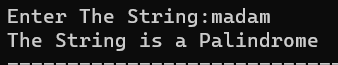 Enter The String:madam
The String is a Palindrome
--------------------------------